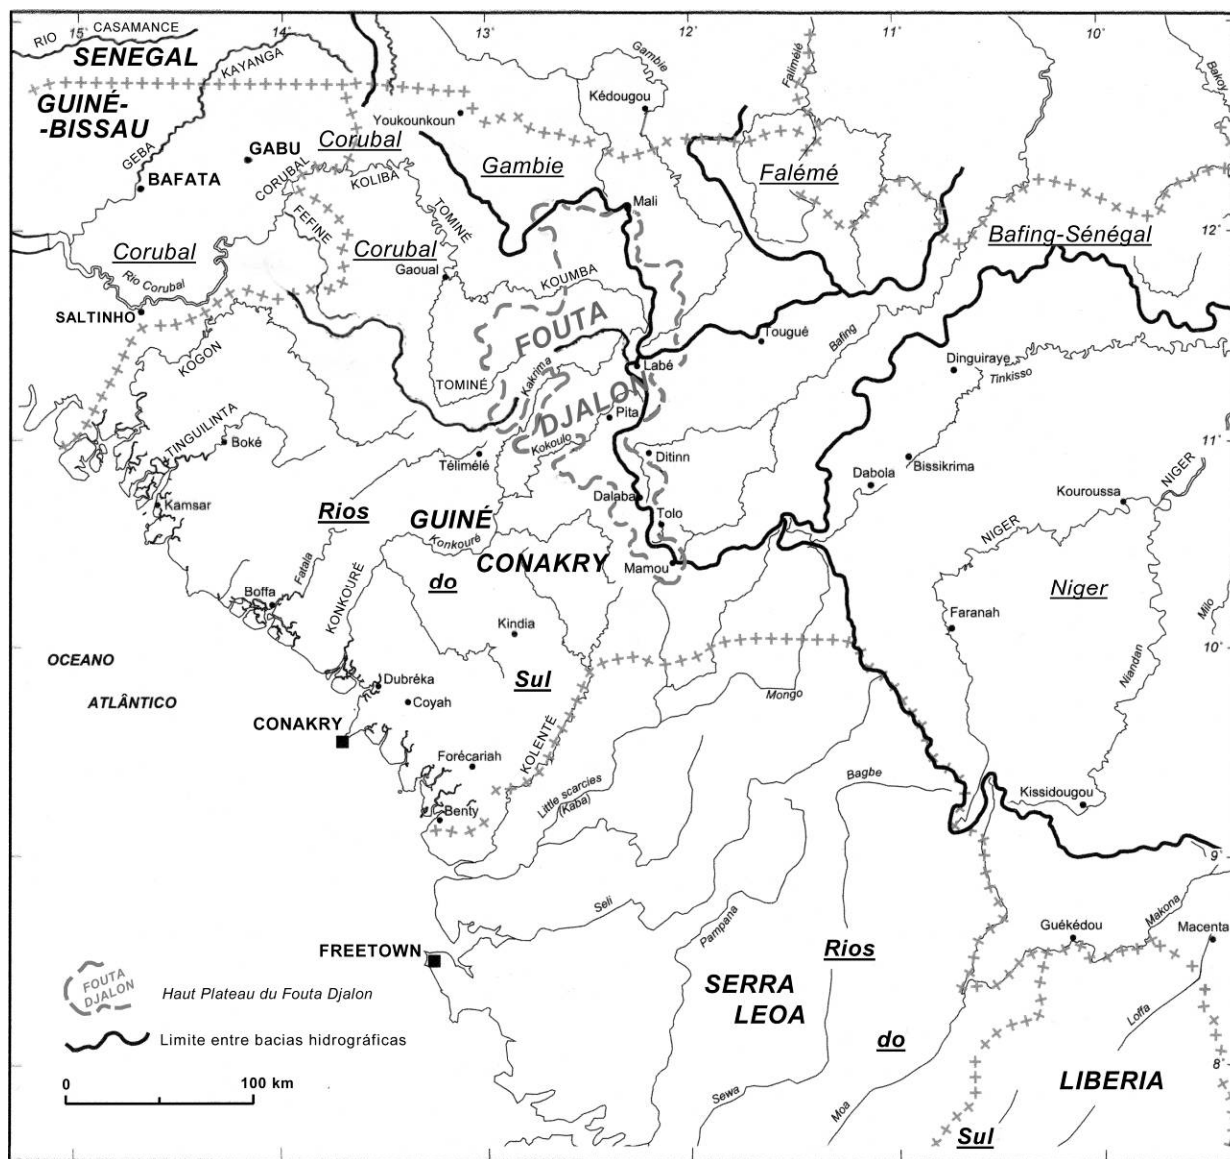 15˚
14˚
13˚
12˚
11˚
10˚
RIO CASAMANCE
SENEGAL
KAYANGA
GUINÉ-
-BISSAU
GEBA
GABU
BAFATA
Corubal
Youkounkoun
Gambie
Kédougou
Gambie
Falimélé
Bakoy
Falémé
CORUBAL
KOLIBA
TOMINÉ
FEFINE
Corubal
Corubal
Gaoual
Mali
Bafing-Sénégal
12˚
Rio Corubal
SALTINHO
KOUMBA
FOUTA
DJALON
Tougué
Bafing
KOGON
TOMINÉ
Kakrima
Labé
Dinguiraye
Tinkisso
TINGUILINTA
Boké
Pita
Kokoulo
Télimélé
Ditinn
11˚
Bissikrima
Dabola
Kamsar
Rios
GUINÉ
Dalaba
Tolo
Kouroussa
NIGER
Konkouré
CONAKRY
NIGER
Fatala
KONKOURÉ
do
Mamou
Boffa
Niger
Faranah
Milo
Kindia
OCEANO
ATLÂNTICO
10˚
Niandan
Dubréka
Sul
Mongo
Coyah
CONAKRY
KOLENTÉ
Forécariah
Little scarcies
(Kaba)
Bagbe
Benty
Kissidougou
9˚
Seli
Pampana
Guékédou
Makona
Macenta
FREETOWN
Rios
SERRA
LEOA
FOUTA
DJALON
Haut Plateau du Fouta Djalon
Loffa
Limite entre bacias hidrográficas
do
8˚
0
100 km
LIBERIA
Sewa
Moa
Sul